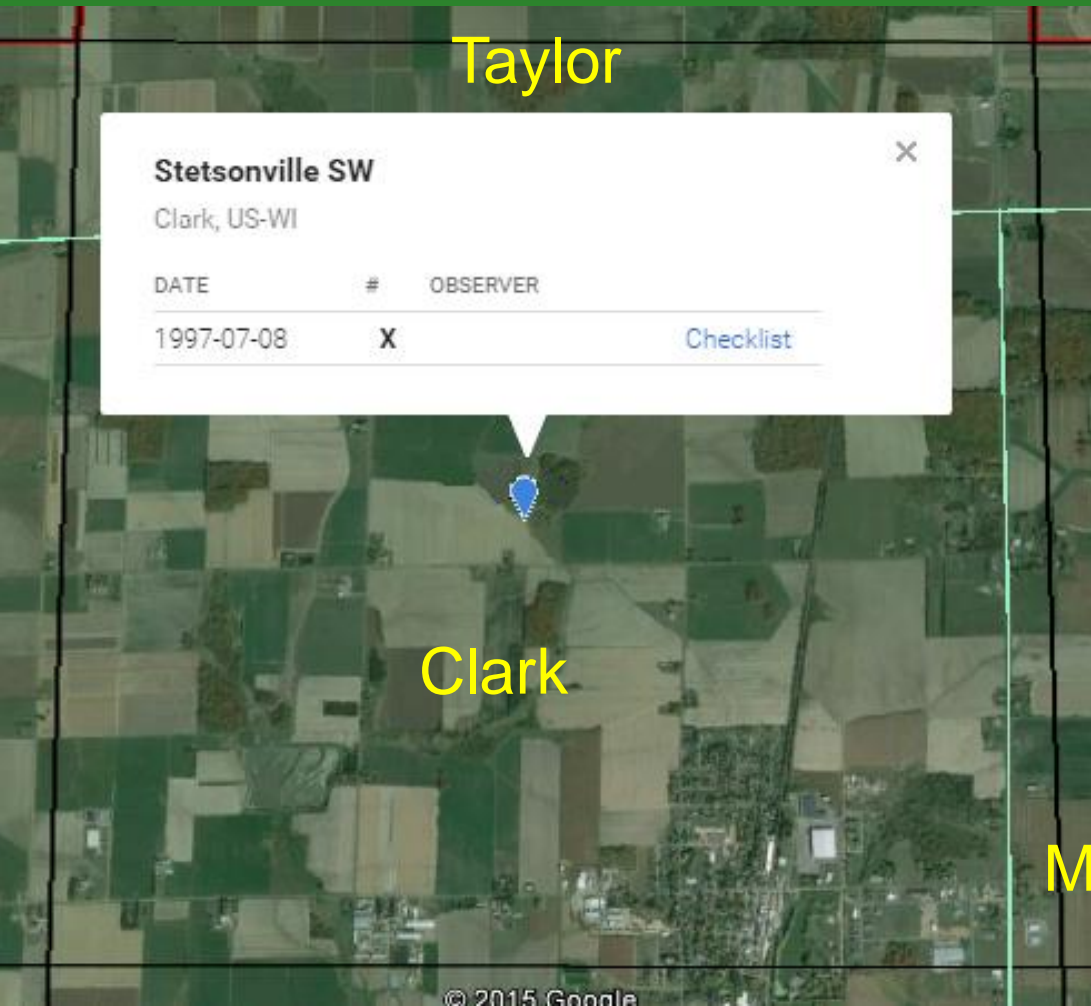 Taylor
Stetsonville SW
Clark, US-WI
DATE # OBSERVER
1997-07-08 X Checklist
Clark
M
© 2015 Google